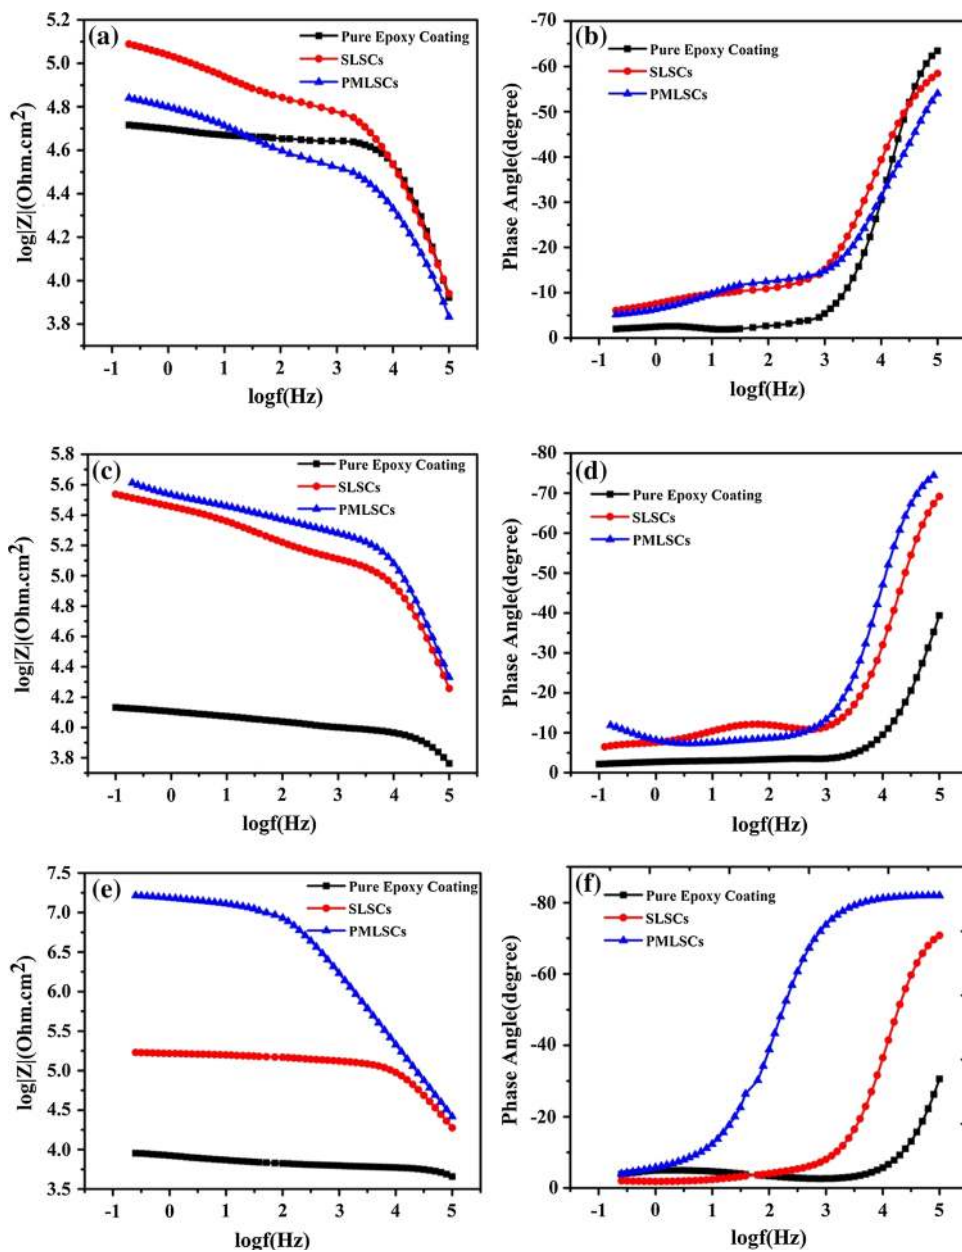 (a)
Pure Epoxy Coating
SLSCs
PMLSCs
log|Z|(Ohm.cm²)
5.2
5.0
4.8
4.6
4.4
4.2
4.0
3.8
-1 0 1 2 3 4 5
logf(Hz)
(b)
Pure Epoxy Coating
SLSCs
PMLSCs
Phase Angle(degree)
-70
-60
-50
-40
-30
-20
-10
0
-1 0 1 2 3 4 5
logf(Hz)
(c)
Pure Epoxy Coating
SLSCs
PMLSCs
log|Z|(Ohm.cm²)
5.8
5.6
5.4
5.2
5.0
4.8
4.6
4.4
4.2
4.0
3.8
-1 0 1 2 3 4 5
logf(Hz)
(d)
Pure Epoxy Coating
SLSCs
PMLSCs
Phase Angle(degree)
-80
-70
-60
-50
-40
-30
-20
-10
0
-1 0 1 2 3 4 5
logf(Hz)
(e)
Pure Epoxy Coating
SLSCs
PMLSCs
log|Z|(Ohm.cm²)
7.5
7.0
6.5
6.0
5.5
5.0
4.5
4.0
3.5
-1 0 1 2 3 4 5
logf(Hz)
(f)
Pure Epoxy Coating
SLSCs
PMLSCs
Phase Angle(degree)
-80
-60
-40
-20
0
-1 0 1 2 3 4 5
logf(Hz)